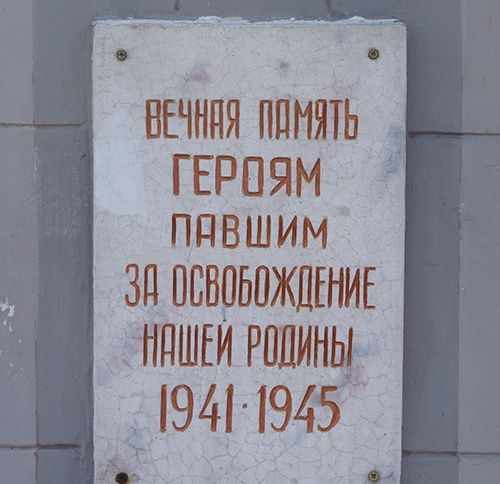 ВЕЧНАЯ ПАМЯТЬ
ГЕРОЯМ
ПАВШИМ
ЗА ОСВОБОЖДЕНИЕ
НАШЕЙ РОДИНЫ
1941·1945